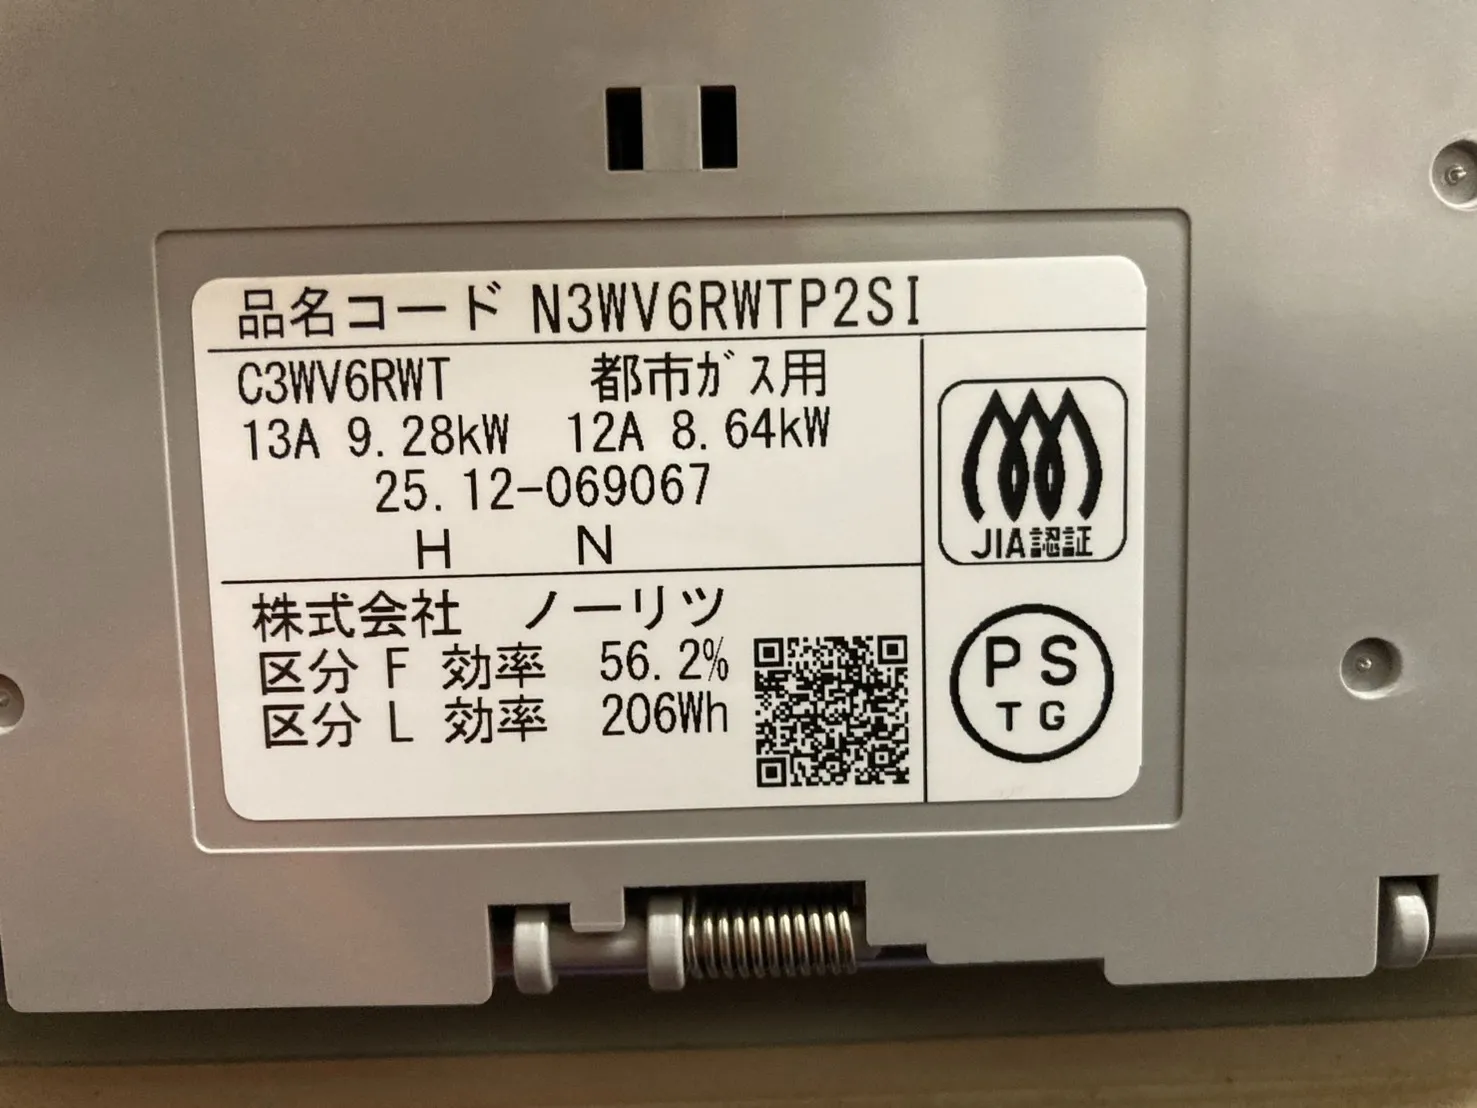 品名コード N3WV6RWTP2SI
C3WV6RWT 都市ガス用
13A 9.28kW 12A 8.64kW
25.12-069067
H N
JIA認証
株式会社 ノーリツ
区分 F 効率 56.2%
区分 L 効率 206Wh
PS
TG